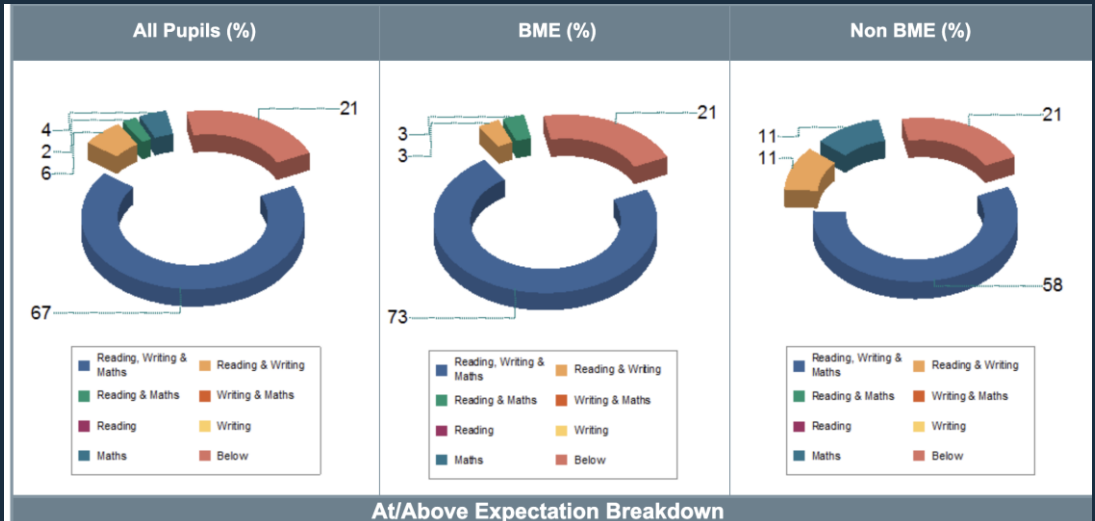 All Pupils (%)
BME (%)
Non BME (%)
4
2
6
21
67
3
3
21
73
11
11
21
58
Reading, Writing & Maths
Reading & Writing
Reading & Maths
Writing & Maths
Reading
Writing
Maths
Below
Reading, Writing & Maths
Reading & Writing
Reading & Maths
Writing & Maths
Reading
Writing
Maths
Below
Reading, Writing & Maths
Reading & Writing
Reading & Maths
Writing & Maths
Reading
Writing
Maths
Below
At/Above Expectation Breakdown